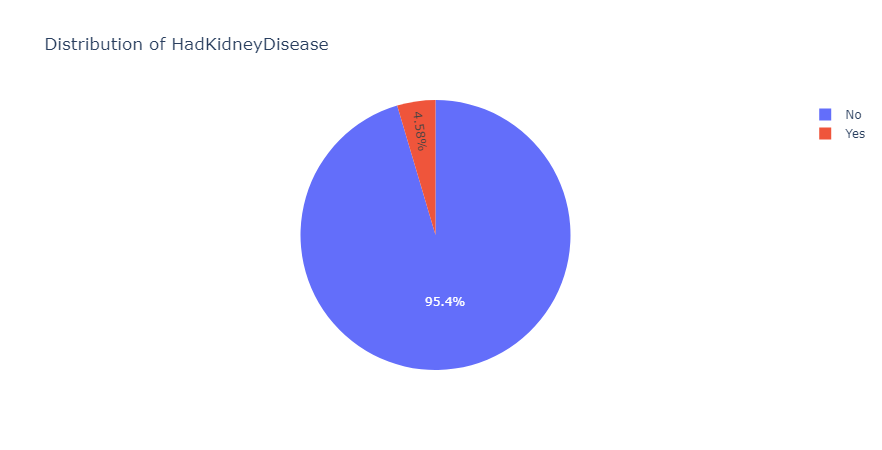 Distribution of HadKidneyDisease
No
Yes
4.58%
95.4%